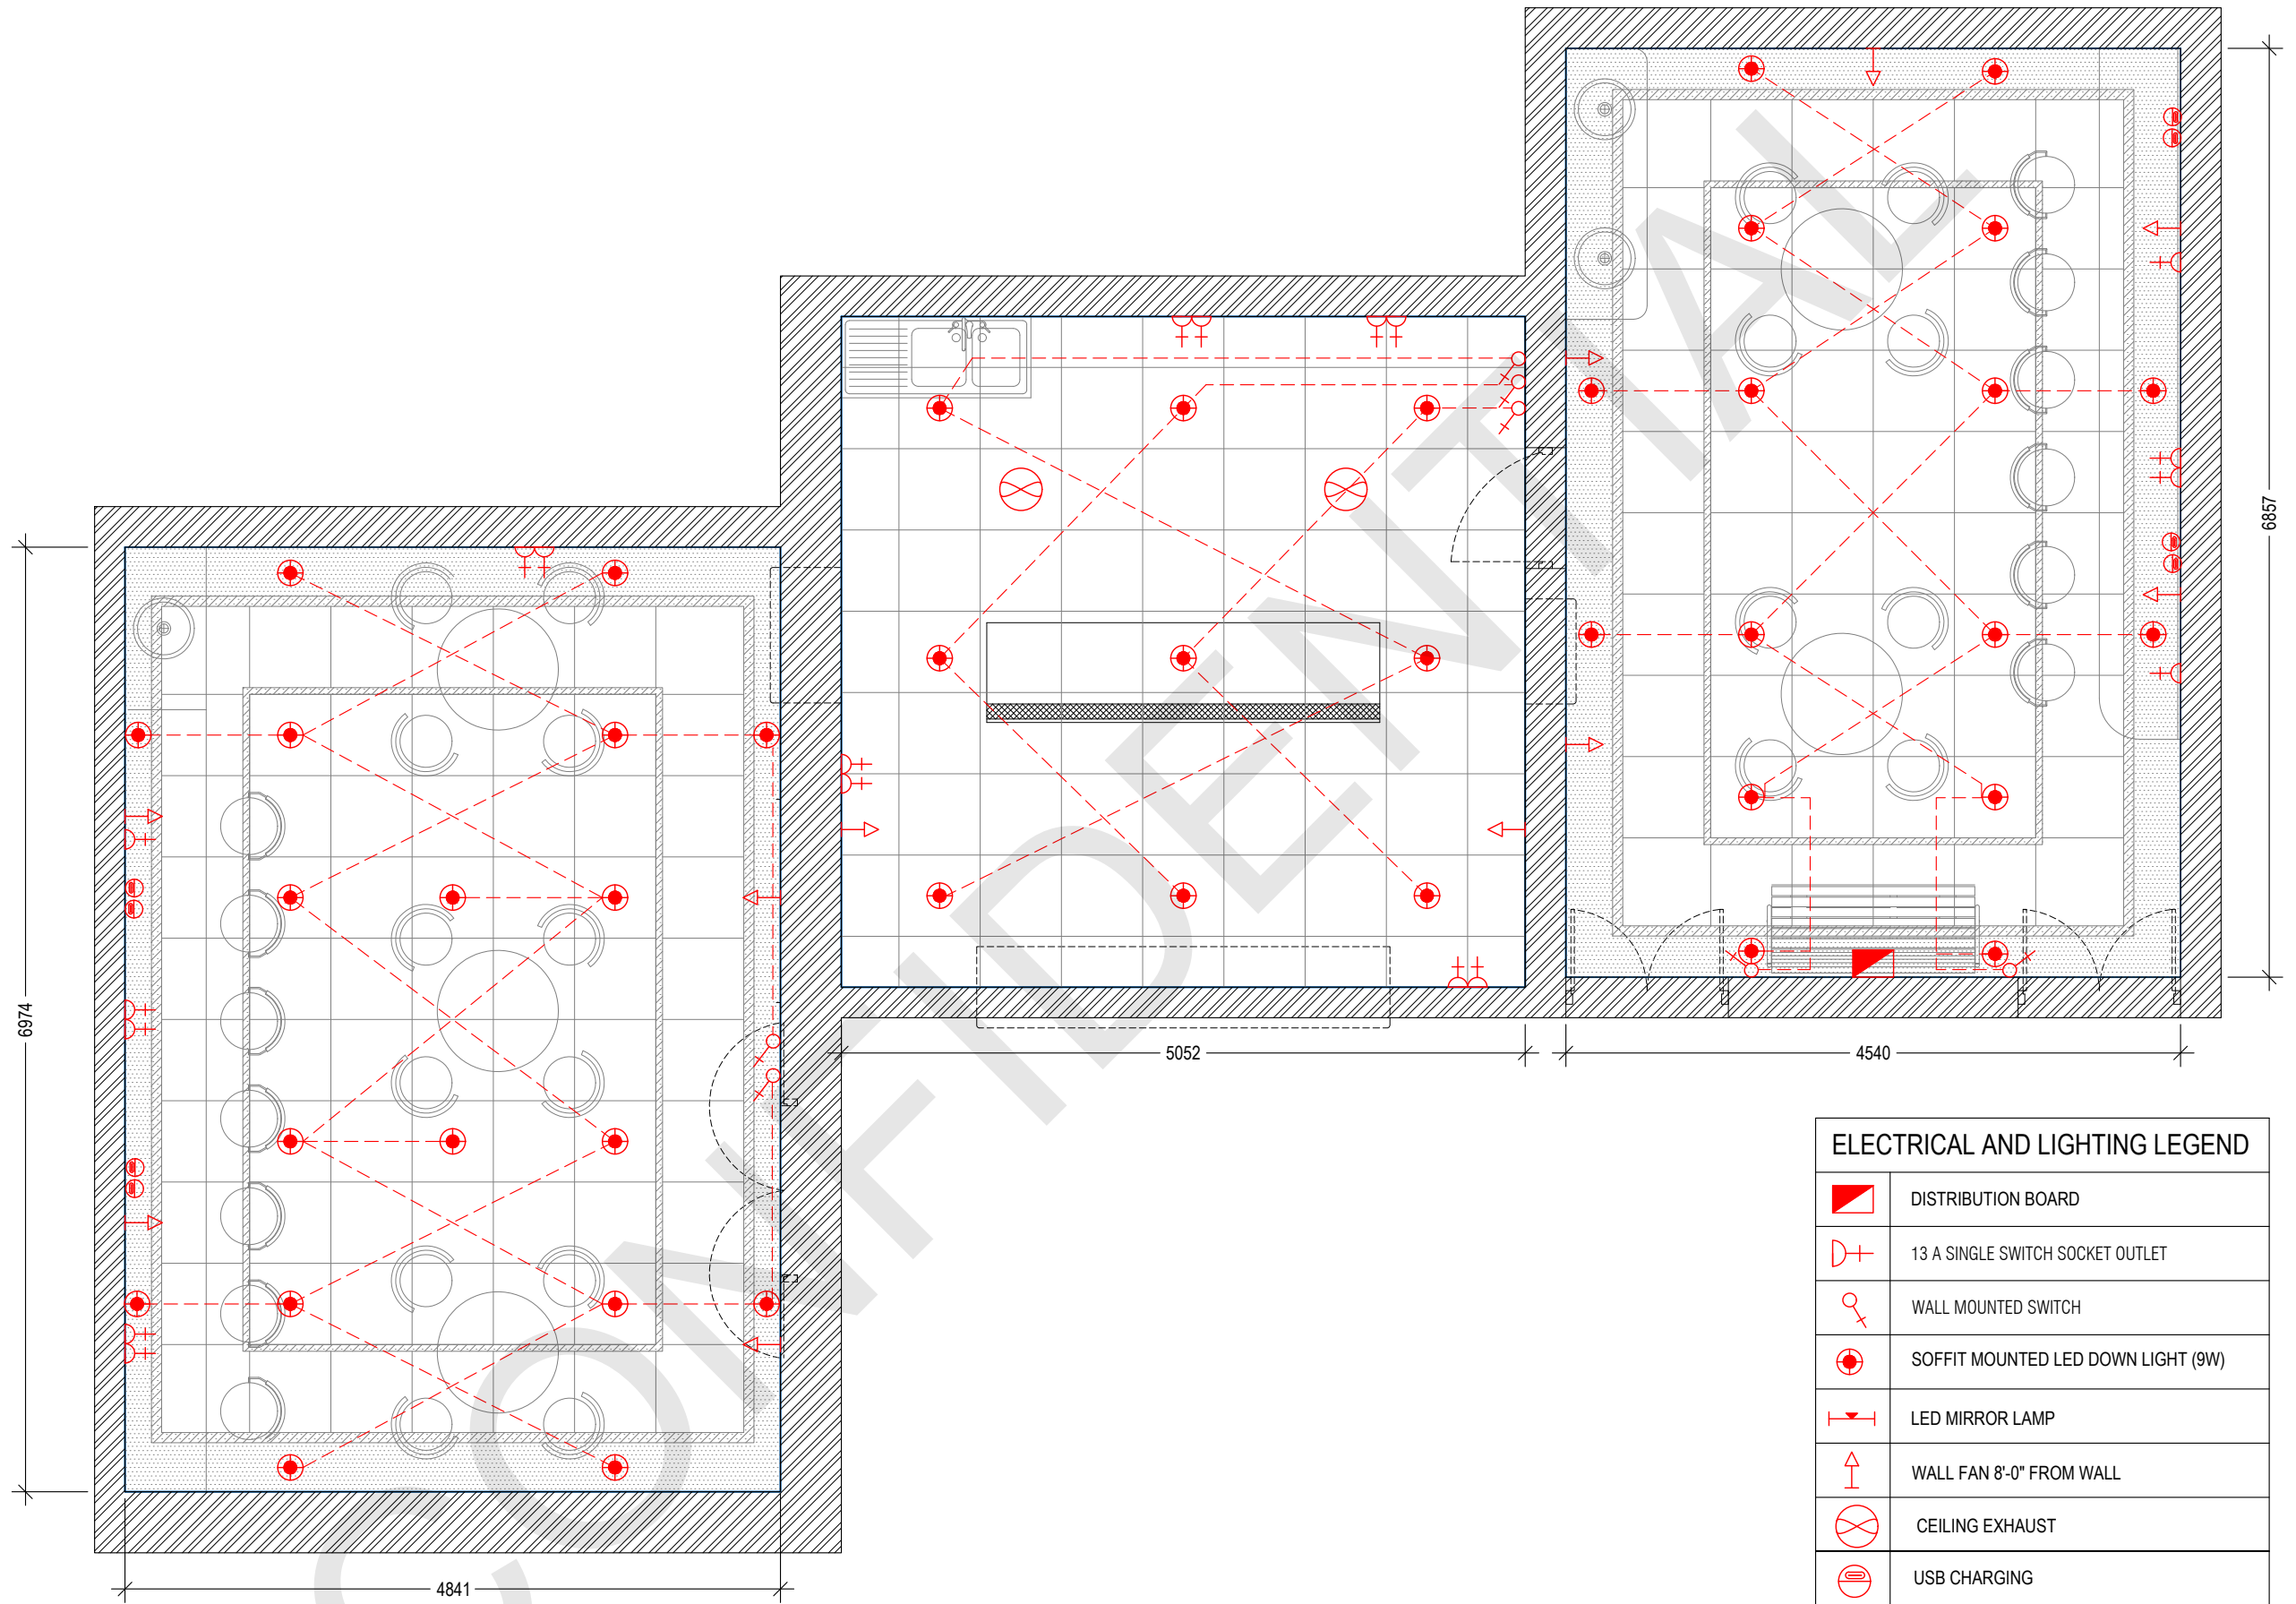 6857
6974
5052
4540
4841
ELECTRICAL AND LIGHTING LEGEND
DISTRIBUTION BOARD
13 A SINGLE SWITCH SOCKET OUTLET
WALL MOUNTED SWITCH
SOFFIT MOUNTED LED DOWN LIGHT (9W)
LED MIRROR LAMP
WALL FAN 8'-0" FROM WALL
CEILING EXHAUST
USB CHARGING
CONFIDENTIAL